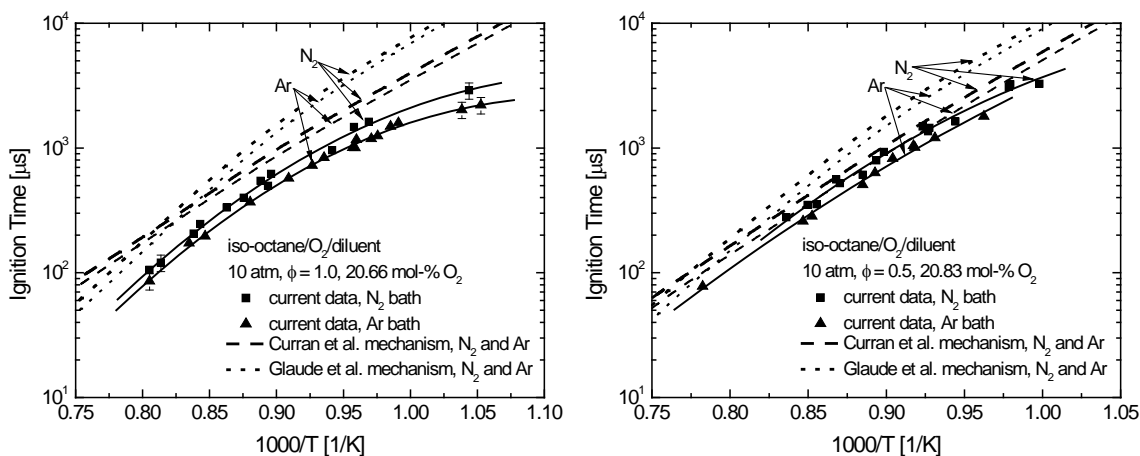 10⁴
10³
10²
10¹
Ignition Time [μs]
N₂
Ar
iso-octane/O₂/diluent
10 atm, ϕ = 1.0, 20.66 mol-% O₂
current data, N₂ bath
current data, Ar bath
Curran et al. mechanism, N₂ and Ar
Glaude et al. mechanism, N₂ and Ar
0.75 0.80 0.85 0.90 0.95 1.00 1.05 1.10
1000/T [1/K]
10⁴
10³
10²
10¹
Ignition Time [μs]
N₂
Ar
iso-octane/O₂/diluent
10 atm, ϕ = 0.5, 20.83 mol-% O₂
current data, N₂ bath
current data, Ar bath
Curran et al. mechanism, N₂ and Ar
Glaude et al. mechanism, N₂ and Ar
0.75 0.80 0.85 0.90 0.95 1.00 1.05
1000/T [1/K]